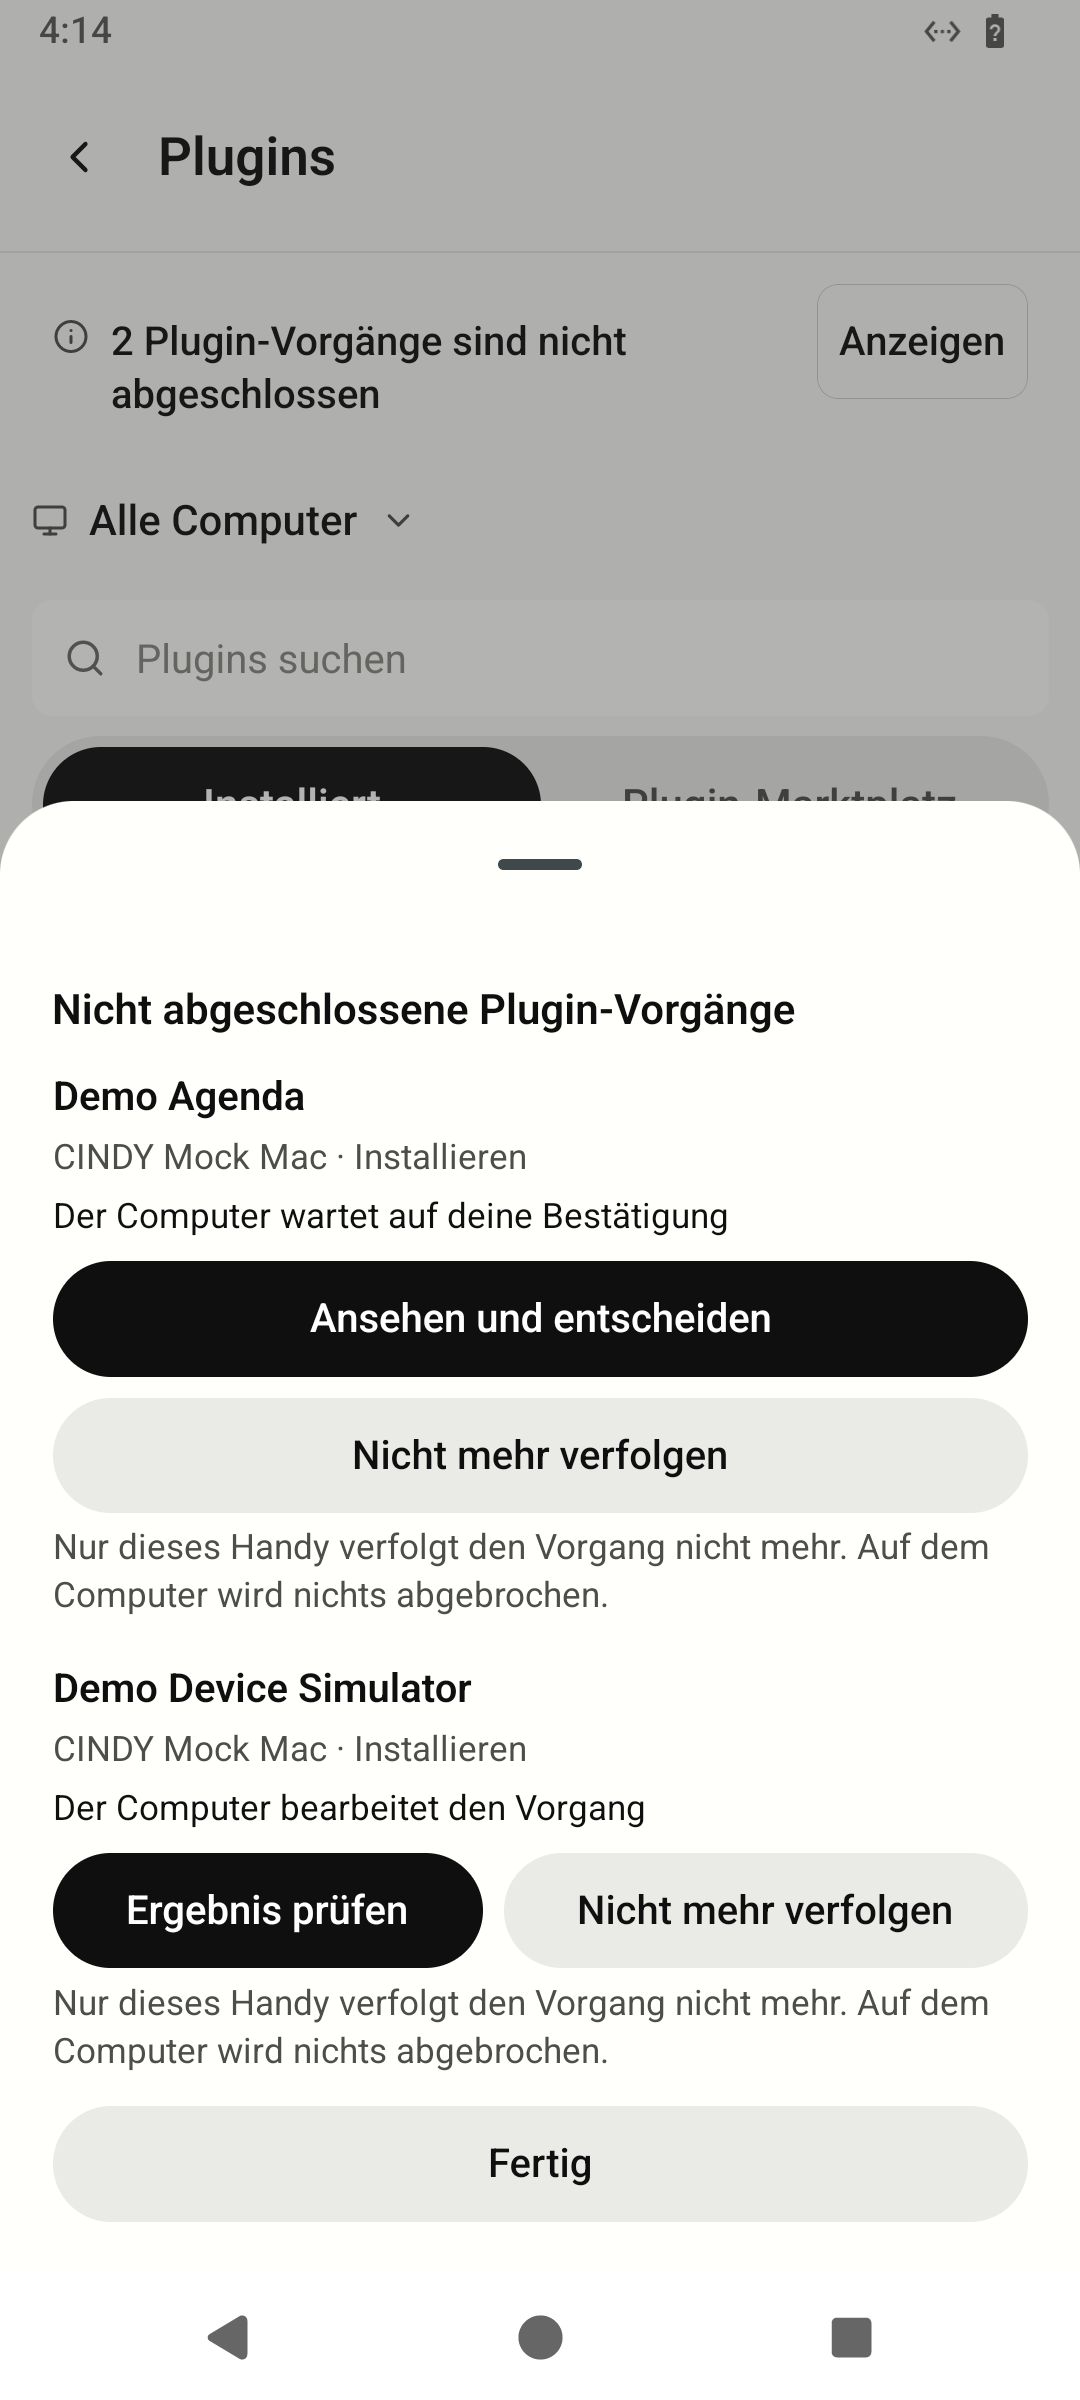 4:14
Plugins
2 Plugin-Vorgänge sind nicht
abgeschlossen
Anzeigen
Alle Computer
Plugins suchen
Installiert
Plugin-Marktplatz
Nicht abgeschlossene Plugin-Vorgänge
Demo Agenda
CINDY Mock Mac · Installieren
Der Computer wartet auf deine Bestätigung
Ansehen und entscheiden
Nicht mehr verfolgen
Nur dieses Handy verfolgt den Vorgang nicht mehr. Auf dem
Computer wird nichts abgebrochen.
Demo Device Simulator
CINDY Mock Mac · Installieren
Der Computer bearbeitet den Vorgang
Ergebnis prüfen
Nicht mehr verfolgen
Nur dieses Handy verfolgt den Vorgang nicht mehr. Auf dem
Computer wird nichts abgebrochen.
Fertig